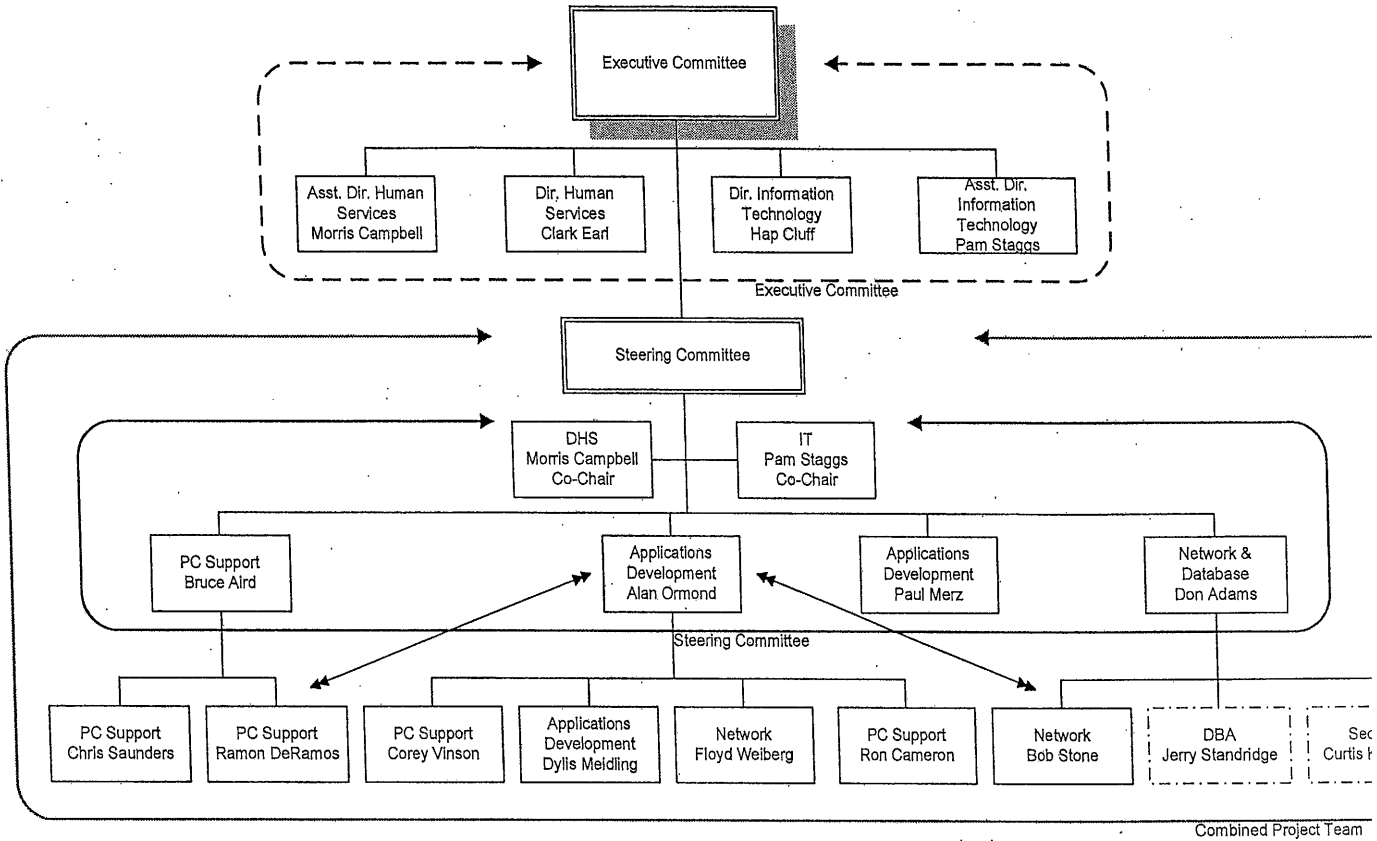 Executive Committee
Asst. Dir. Human
Services
Morris Campbell
Dir, Human
Services
Clark Earl
Dir. Information
Technology
Hap Cluff
Asst. Dir.
Information
Technology
Pam Staggs
Executive Committee
Steering Committee
DHS
Morris Campbell
Co-Chair
IT
Pam Staggs
Co-Chair
PC Support
Bruce Aird
Applications
Development
Alan Ormond
Applications
Development
Paul Merz
Network &
Database
Don Adams
Steering Committee
PC Support
Chris Saunders
PC Support
Ramon DeRamos
PC Support
Corey Vinson
Applications
Development
Dylis Meidling
Network
Floyd Weiberg
PC Support
Ron Cameron
Network
Bob Stone
DBA
Jerry Standridge
Curtis
Combined Project Team